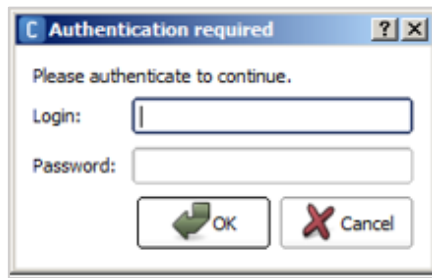 C Authentication required ? X
Please authenticate to continue.
Login:
Password:
OK Cancel